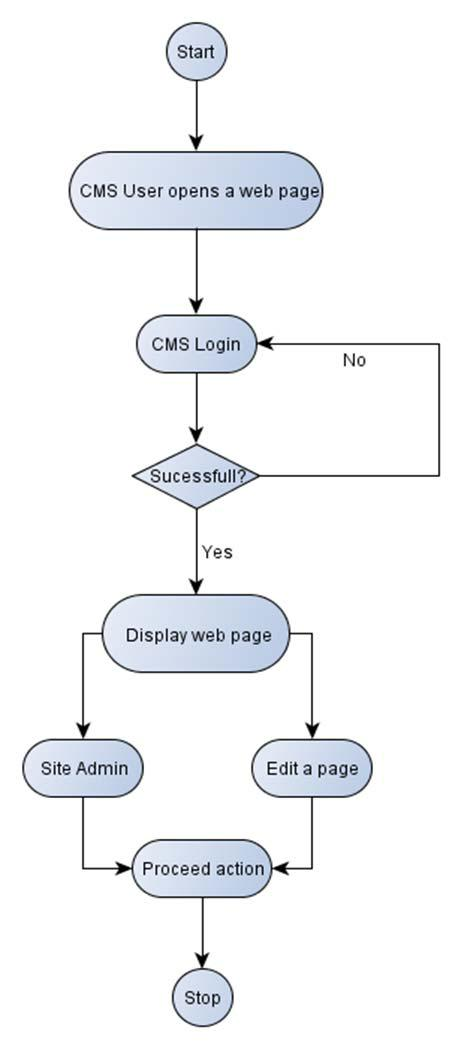 Start
CMS User opens a web page
CMS Login
No
Sucessfull?
Yes
Display web page
Site Admin
Edit a page
Proceed action
Stop